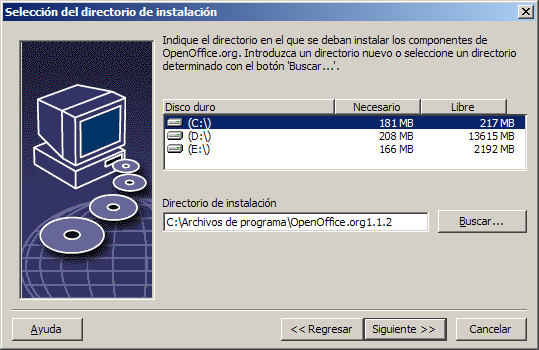 Selección del directorio de instalación
Indique el directorio en el que se deban instalar los componentes de
OpenOffice.org. Introduzca un directorio nuevo o seleccione un directorio
determinado con el botón 'Buscar...'.
Disco duro Necesario Libre
(C:\) 181 MB 217 MB
(D:\) 208 MB 13615 MB
(E:\) 166 MB 2192 MB
Directorio de instalación
C:\Archivos de programa\OpenOffice.org1.1.2 Buscar...
Ayuda << Regresar Siguiente >> Cancelar